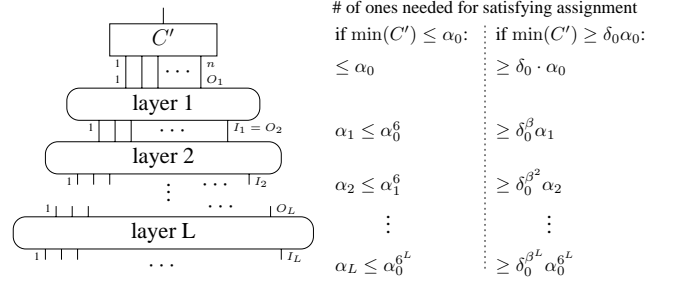 # of ones needed for satisfying assignment
if min(C′) ≤ α₀: if min(C′) ≥ δ₀α₀:
C′
1 ··· n
≤ α₀ ≥ δ₀ · α₀
1 O₁
layer 1
1 ··· I₁ = O₂ α₁ ≤ α₀⁶ ≥ δ₀^β α₁
layer 2
1 ··· I₂ α₂ ≤ α₁⁶ ≥ δ₀^{β²} α₂
⋮ ···
1 O_L ⋮ ⋮
layer L
1 ··· I_L α_L ≤ α₀^{6^L} ≥ δ₀^{β^L} α₀^{6^L}